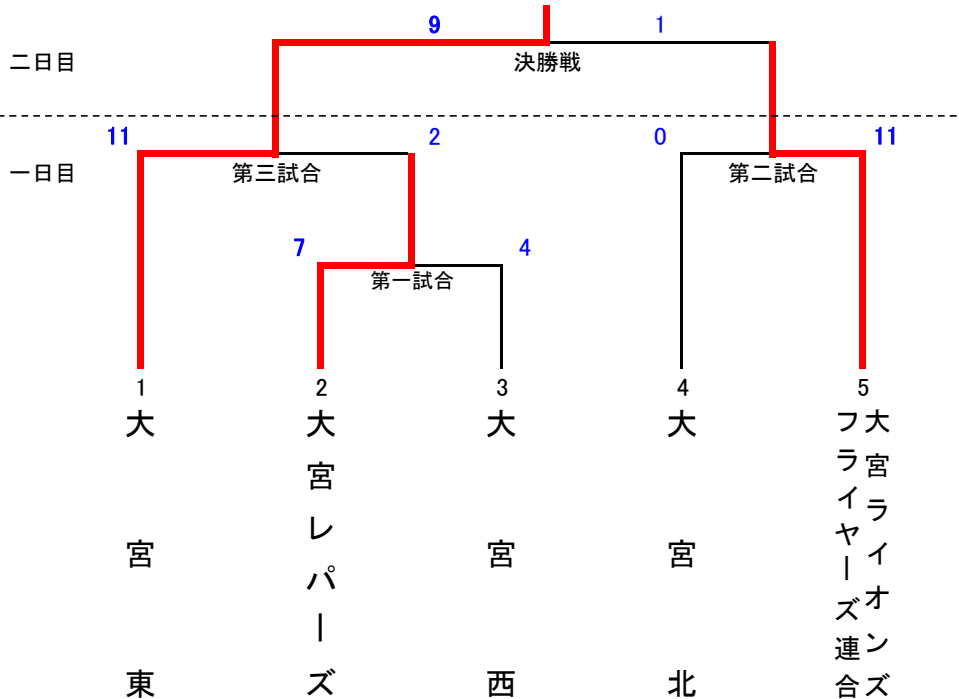 9
1
二日目
決勝戦
11
2
0
11
一日目
第三試合
第二試合
7
4
第一試合
1
2
3
4
5
大宮東
大宮レパーズ
大宮西
大宮北
大宮ライオンズ
フライヤーズ連合